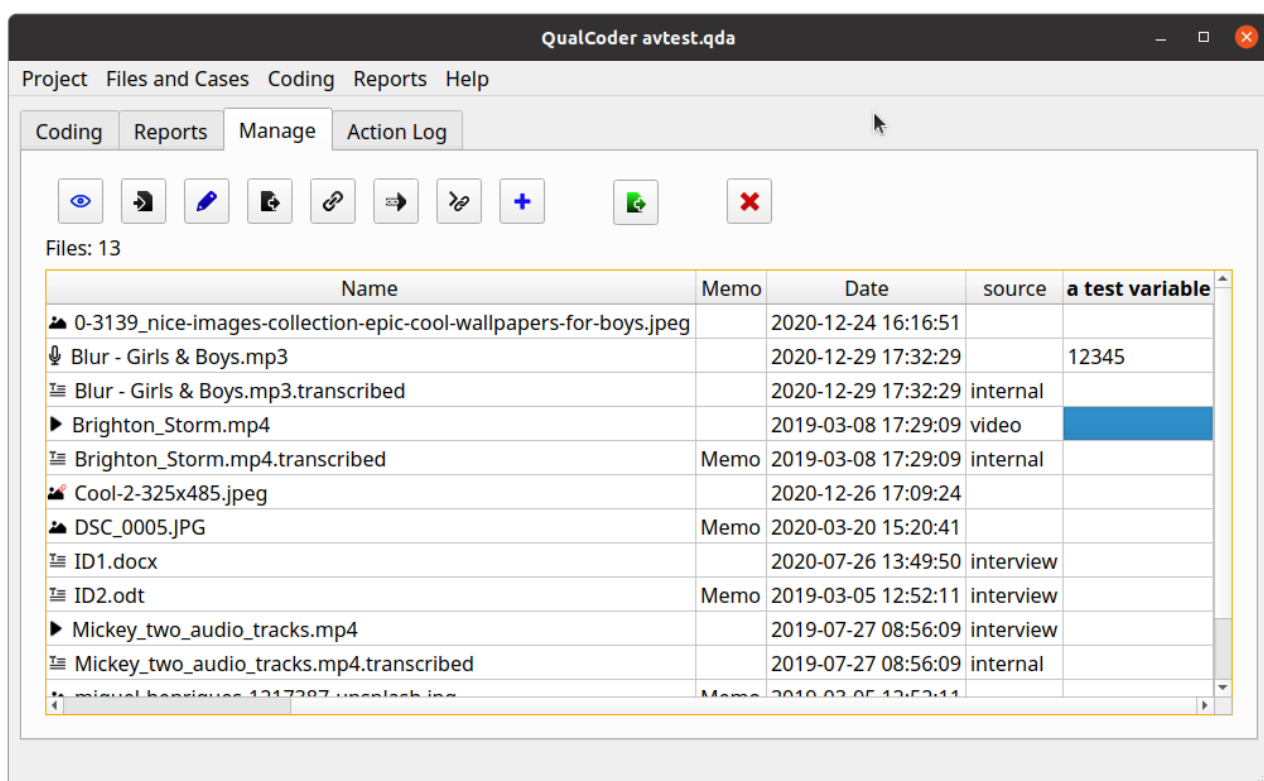 QualCoder avtest.qda
Project Files and Cases Coding Reports Help
Coding Reports Manage Action Log
Files: 13
Name Memo Date source a test variable
0-3139_nice-images-collection-epic-cool-wallpapers-for-boys.jpeg 2020-12-24 16:16:51
Blur - Girls & Boys.mp3 2020-12-29 17:32:29 12345
Blur - Girls & Boys.mp3.transcribed 2020-12-29 17:32:29 internal
Brighton_Storm.mp4 2019-03-08 17:29:09 video
Brighton_Storm.mp4.transcribed Memo 2019-03-08 17:29:09 internal
Cool-2-325x485.jpeg 2020-12-26 17:09:24
DSC_0005.JPG Memo 2020-03-20 15:20:41
ID1.docx 2020-07-26 13:49:50 interview
ID2.odt Memo 2019-03-05 12:52:11 interview
Mickey_two_audio_tracks.mp4 2019-07-27 08:56:09 interview
Mickey_two_audio_tracks.mp4.transcribed 2019-07-27 08:56:09 internal
Memo